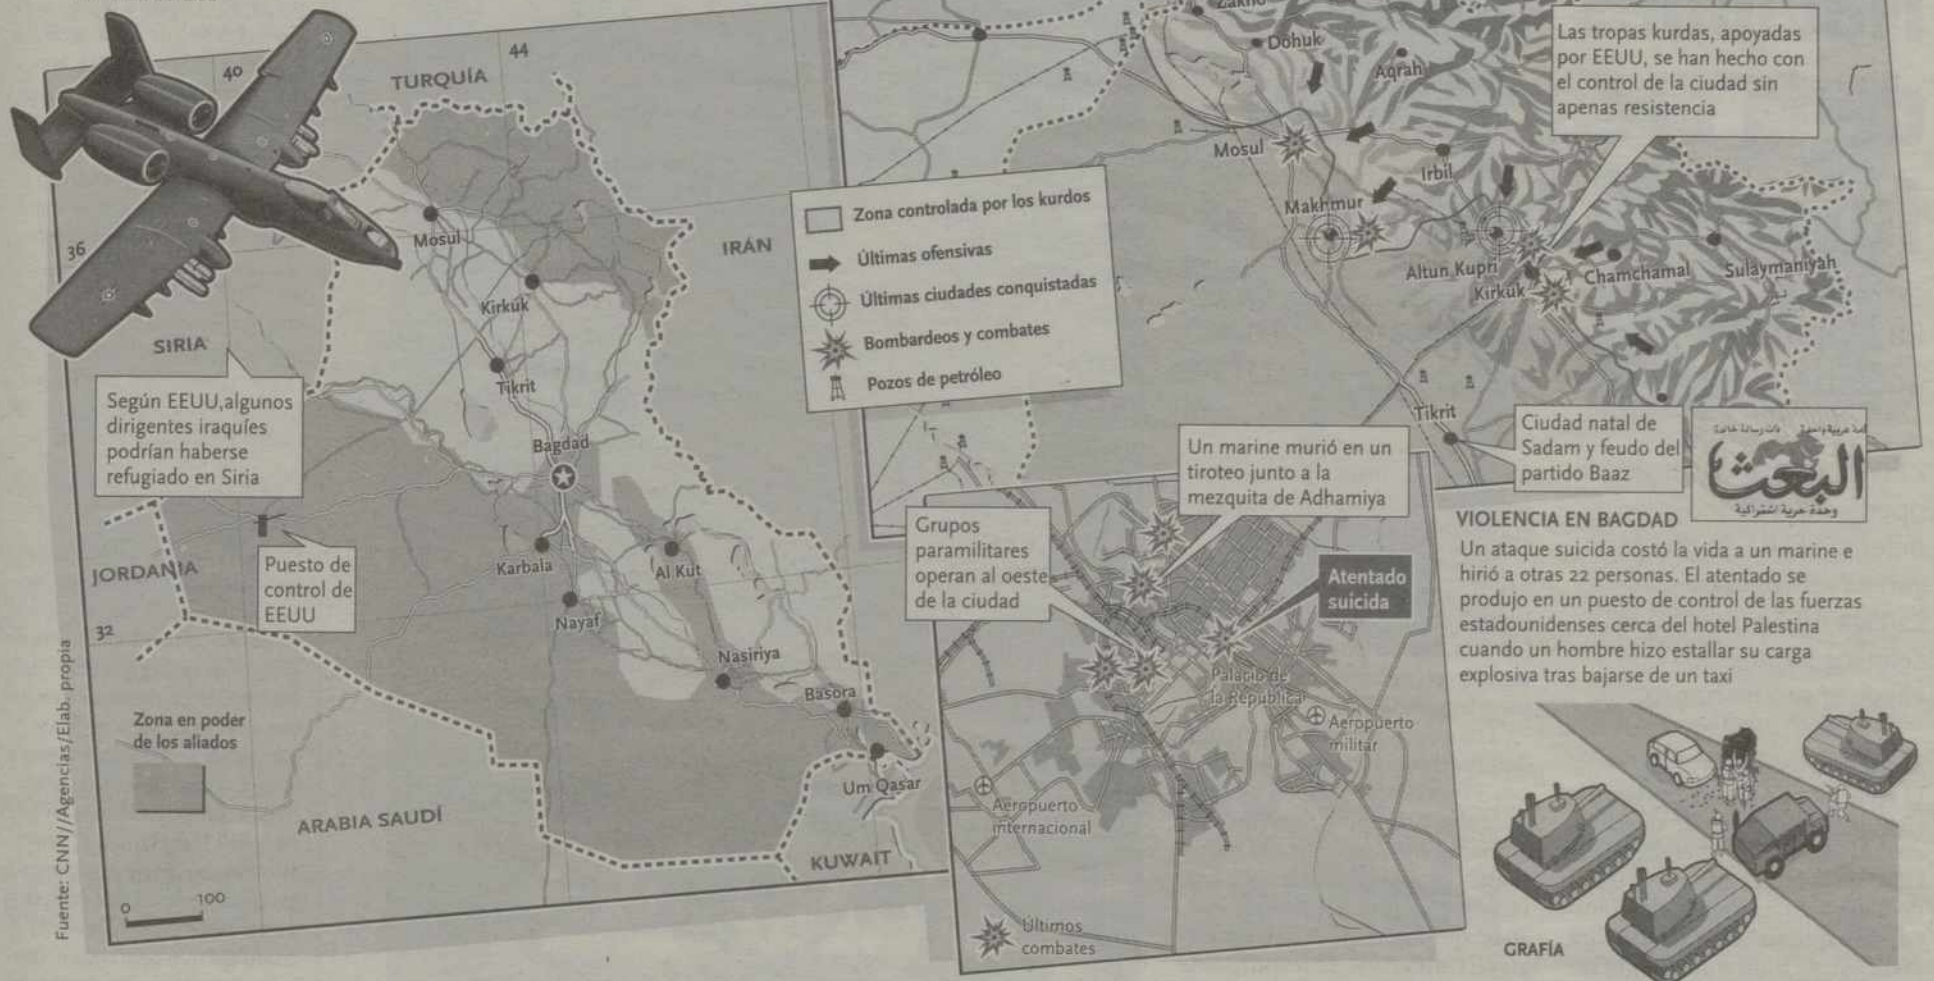 40
44
TURQUÍA
36
Mosul
IRÁN
Kirkuk
SIRIA
Tikrit
Según EEUU,algunos
dirigentes iraquíes
podrían haberse
refugiado en Siria
Bagdad
JORDANIA
Puesto de
control de
EEUU
Karbala
Al Kut
32
Nayaf
Nasiriya
Basora
Um Qasar
Zona en poder
de los aliados
ARABIA SAUDÍ
KUWAIT
0
100
Fuente: CNN//Agencias/Elab. propia
Zona controlada por los kurdos
Últimas ofensivas
Últimas ciudades conquistadas
Bombardeos y combates
Pozos de petróleo
Zakho
Dohuk
Aqrah
Las tropas kurdas, apoyadas
por EEUU, se han hecho con
el control de la ciudad sin
apenas resistencia
Mosul
Irbil
Makhmur
Altun Kupri
Kirkuk
Chamchamal
Sulaymaniyah
Tikrit
Ciudad natal de
Sadam y feudo del
partido Baaz
ذات رسالة خالدة
البعث
وحدة حرية اشتراكية
Un marine murió en un
tiroteo junto a la
mezquita de Adhamiya
Grupos
paramilitares
operan al oeste
de la ciudad
Atentado
suicida
Palacio de
la República
Aeropuerto
militar
Aeropuerto
internacional
Últimos
combates
VIOLENCIA EN BAGDAD
Un ataque suicida costó la vida a un marine e
hirió a otras 22 personas. El atentado se
produjo en un puesto de control de las fuerzas
estadounidenses cerca del hotel Palestina
cuando un hombre hizo estallar su carga
explosiva tras bajarse de un taxi
GRAFÍA